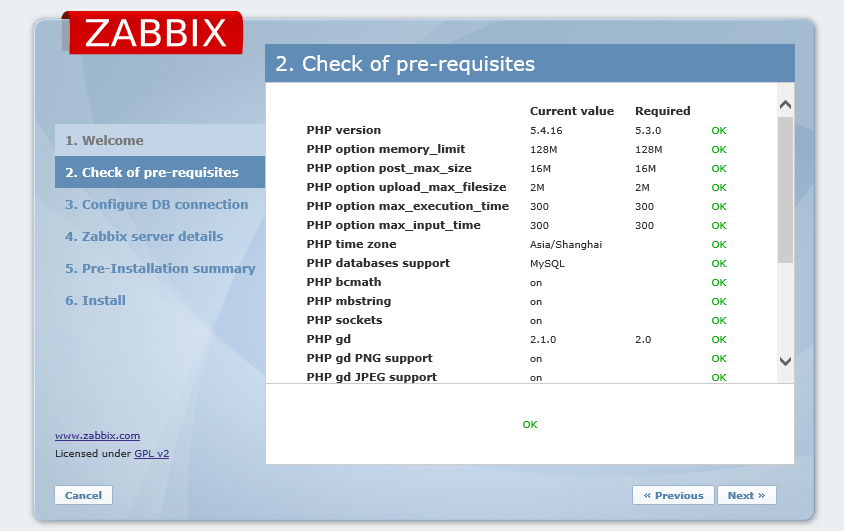 ZABBIX
2. Check of pre-requisites
1. Welcome
2. Check of pre-requisites
3. Configure DB connection
4. Zabbix server details
5. Pre-Installation summary
6. Install
Current value Required
PHP version 5.4.16 5.3.0 OK
PHP option memory_limit 128M 128M OK
PHP option post_max_size 16M 16M OK
PHP option upload_max_filesize 2M 2M OK
PHP option max_execution_time 300 300 OK
PHP option max_input_time 300 300 OK
PHP time zone Asia/Shanghai OK
PHP databases support MySQL OK
PHP bcmath on OK
PHP mbstring on OK
PHP sockets on OK
PHP gd 2.1.0 2.0 OK
PHP gd PNG support on OK
PHP gd JPEG support on OK
OK
www.zabbix.com
Licensed under GPL v2
Cancel « Previous Next »